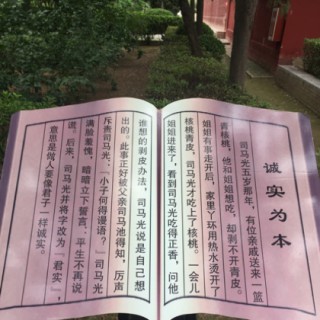 诚实为本
司马光五岁那年，有位亲戚送来一篮
青核桃，他和姐姐想吃，却剥不开青皮。
姐姐有事走开后，家里丫环用热水烫开了
核桃青皮，司马光才吃上了核桃。一会儿
姐姐进来了，看到司马光吃得正香，问他
谁想的剥皮办法，司马光说是自己想
出的。此事正好被父亲司马池得知，厉声
斥责司马光：“小子何得谩语？”司马光
满脸羞愧，暗暗立下誓言，平生不再说
谎。后来，司马光并将字改为“君实”，
意思是做人要像君子一样诚实。